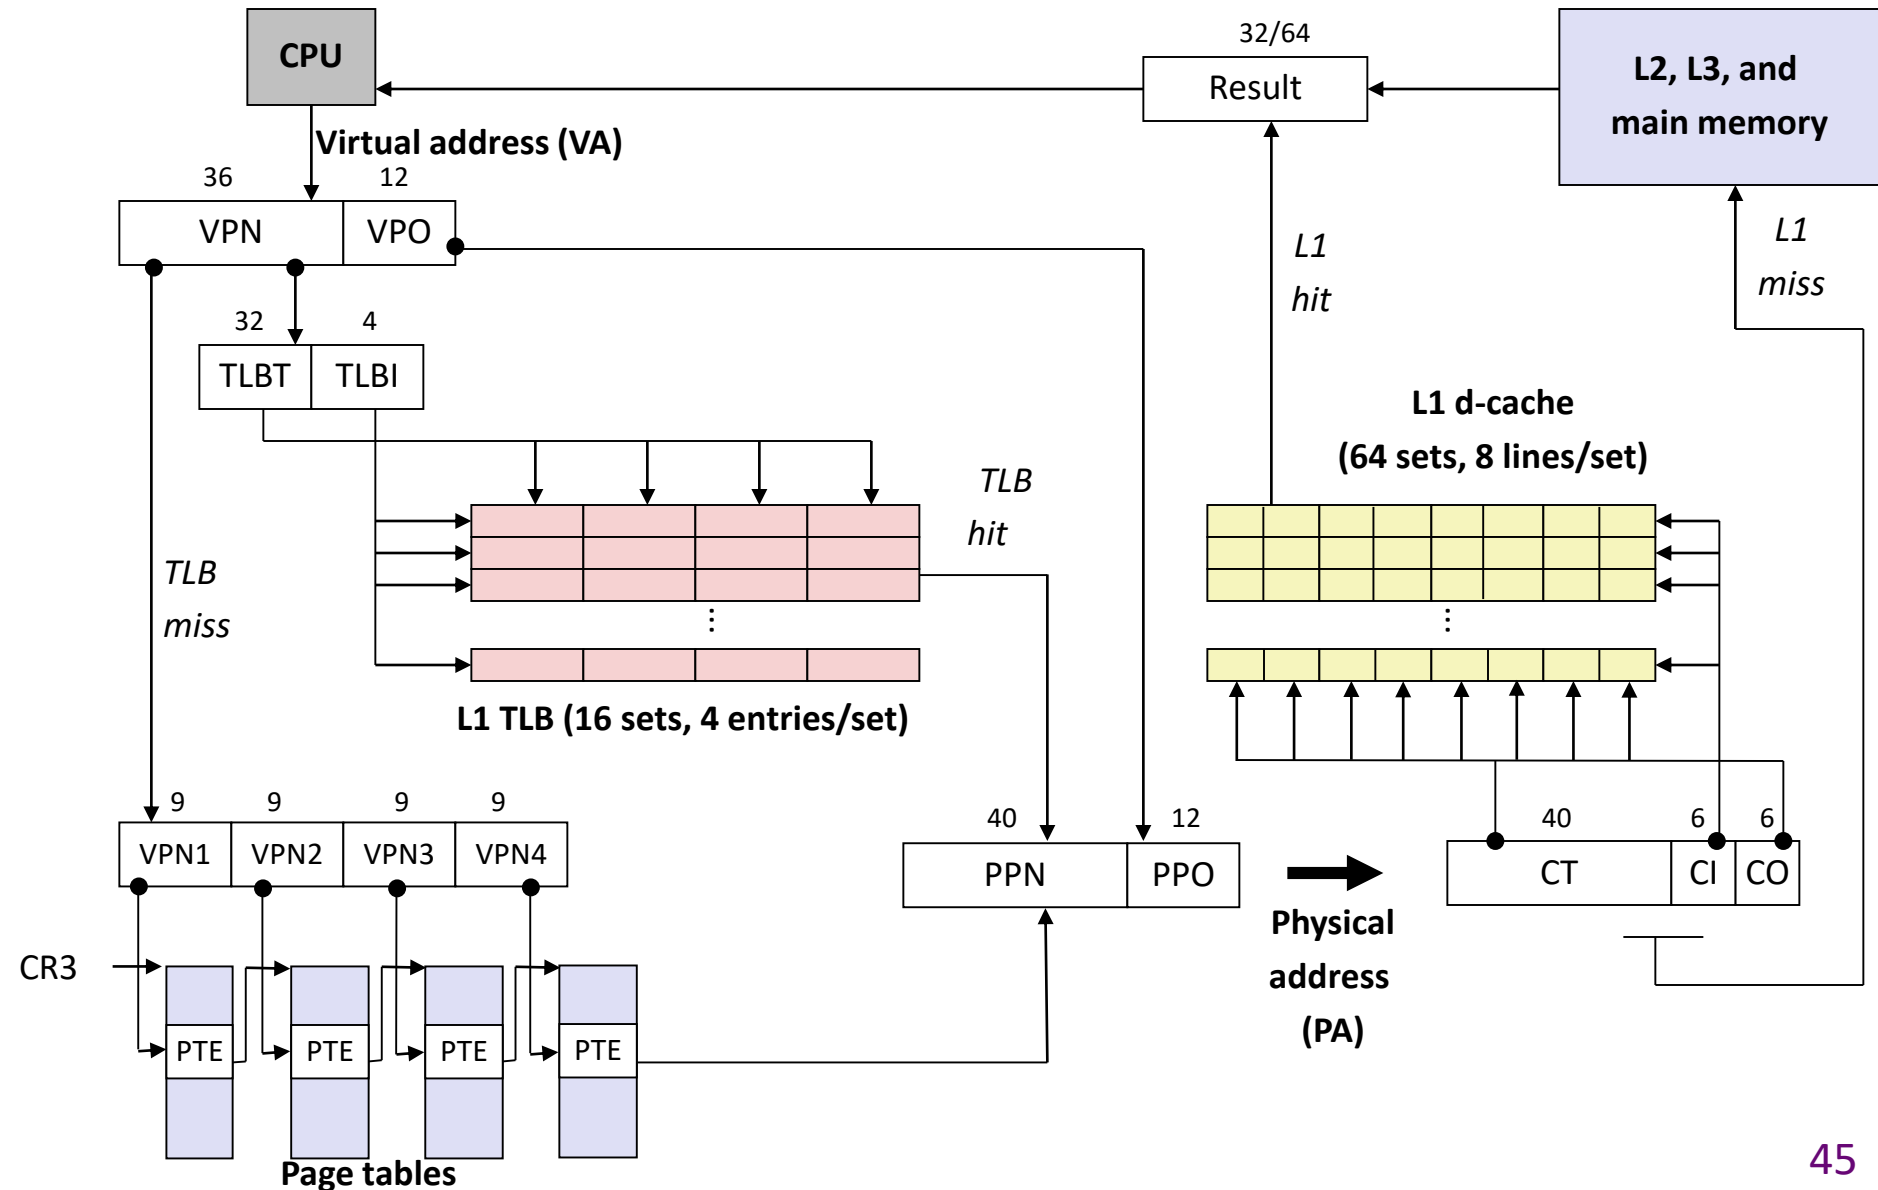 CPU
32/64
Result
L2, L3, and
main memory
Virtual address (VA)
36
12
VPN
VPO
L1
hit
L1
miss
32
4
TLBT
TLBI
L1 d-cache
(64 sets, 8 lines/set)
TLB
hit
TLB
miss
...
...
L1 TLB (16 sets, 4 entries/set)
9
9
9
9
VPN1
VPN2
VPN3
VPN4
40
12
PPN
PPO
40
6
6
CT
CI
CO
Physical
address
(PA)
CR3
PTE
PTE
PTE
PTE
Page tables
45